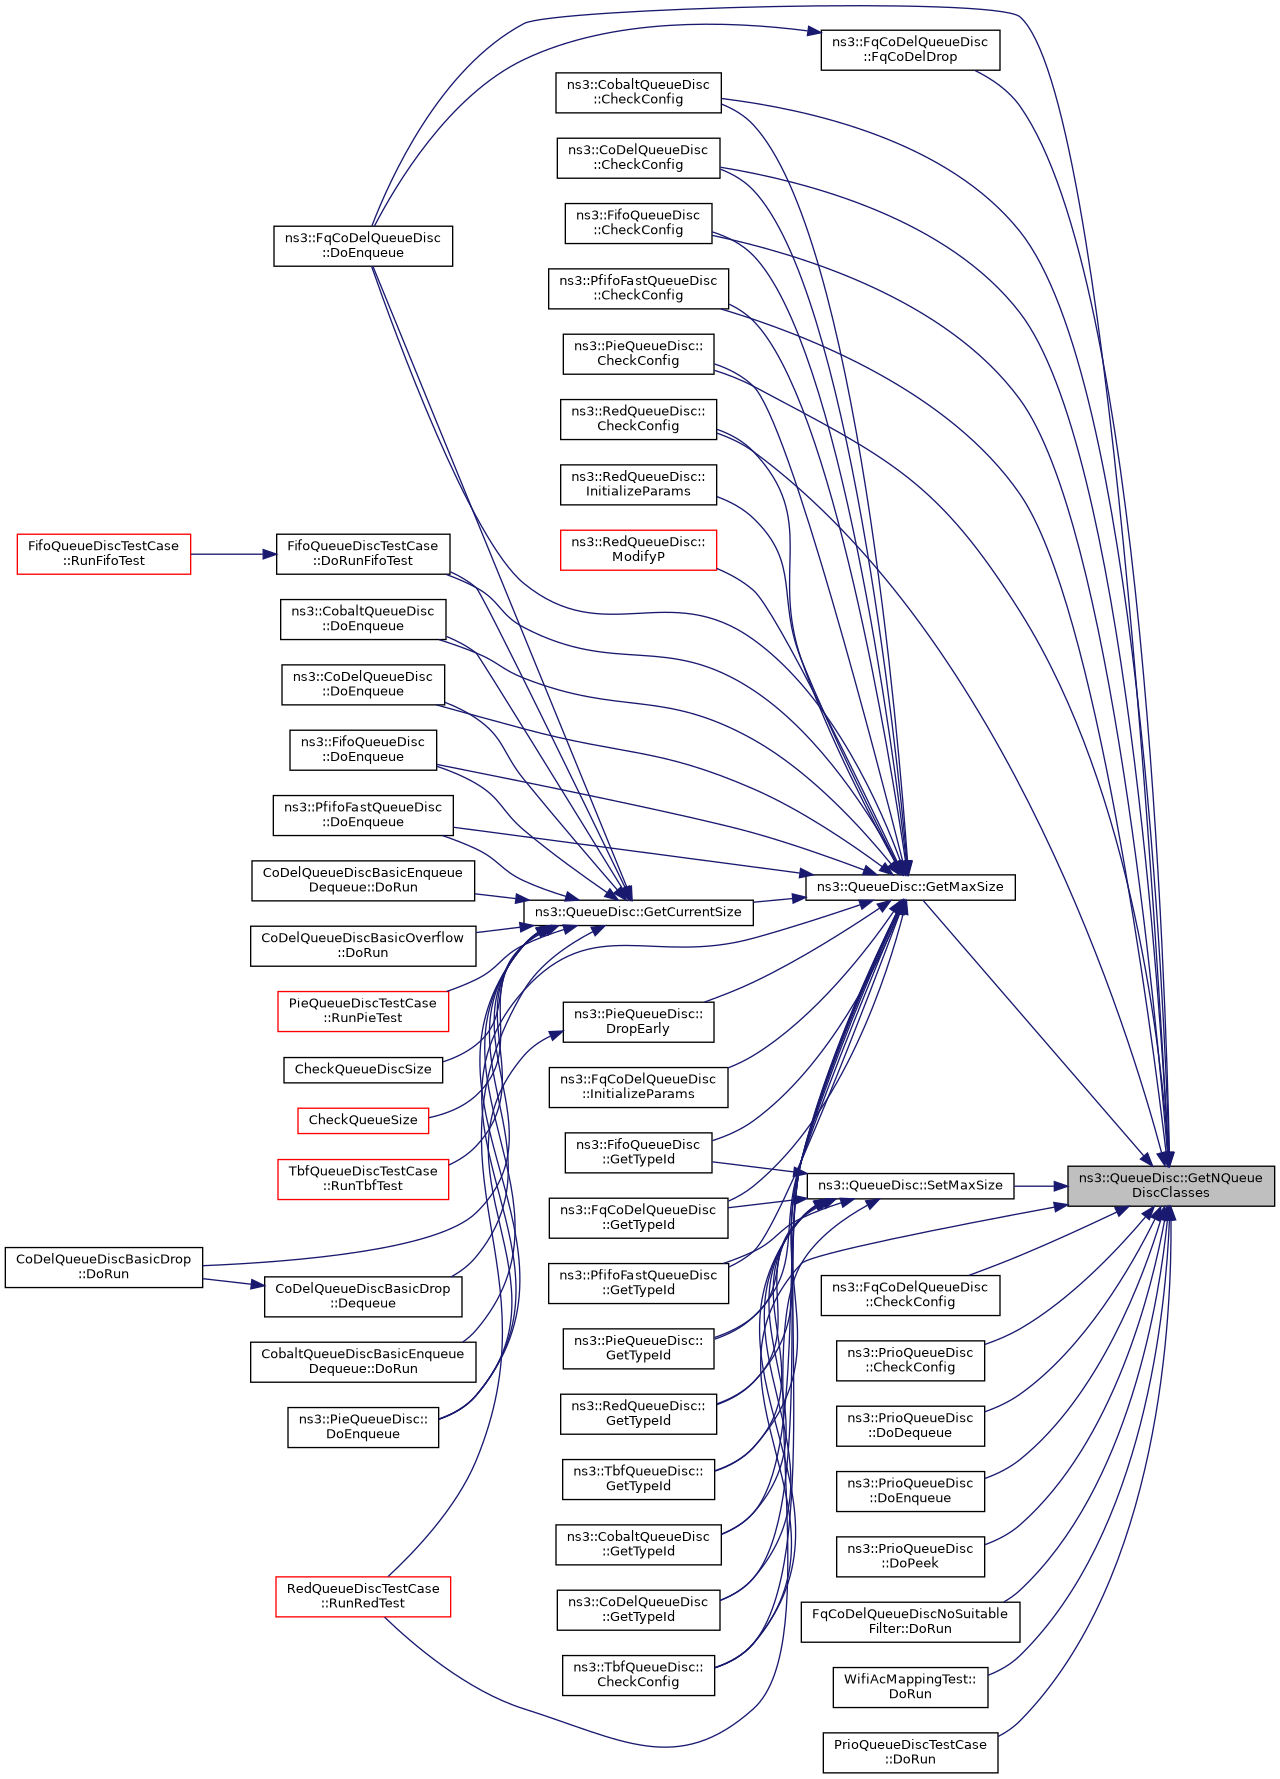 ns3::FqCoDelQueueDisc
::FqCoDelDrop
ns3::CobaltQueueDisc
::CheckConfig
ns3::CoDelQueueDisc
::CheckConfig
ns3::FifoQueueDisc
::CheckConfig
ns3::FqCoDelQueueDisc
::DoEnqueue
ns3::PfifoFastQueueDisc
::CheckConfig
ns3::PieQueueDisc::
CheckConfig
ns3::RedQueueDisc::
CheckConfig
ns3::RedQueueDisc::
InitializeParams
ns3::RedQueueDisc::
ModifyP
FifoQueueDiscTestCase
::RunFifoTest
FifoQueueDiscTestCase
::DoRunFifoTest
ns3::CobaltQueueDisc
::DoEnqueue
ns3::CoDelQueueDisc
::DoEnqueue
ns3::FifoQueueDisc
::DoEnqueue
ns3::PfifoFastQueueDisc
::DoEnqueue
CoDelQueueDiscBasicEnqueue
Dequeue::DoRun
ns3::QueueDisc::GetMaxSize
ns3::QueueDisc::GetCurrentSize
CoDelQueueDiscBasicOverflow
::DoRun
PieQueueDiscTestCase
::RunPieTest
ns3::PieQueueDisc::
DropEarly
CheckQueueDiscSize
ns3::FqCoDelQueueDisc
::InitializeParams
CheckQueueSize
ns3::FifoQueueDisc
::GetTypeId
TbfQueueDiscTestCase
::RunTbfTest
ns3::QueueDisc::SetMaxSize
ns3::QueueDisc::GetNQueue
DiscClasses
ns3::FqCoDelQueueDisc
::GetTypeId
CoDelQueueDiscBasicDrop
::DoRun
CoDelQueueDiscBasicDrop
::Dequeue
ns3::PfifoFastQueueDisc
::GetTypeId
ns3::FqCoDelQueueDisc
::CheckConfig
CobaltQueueDiscBasicEnqueue
Dequeue::DoRun
ns3::PieQueueDisc::
GetTypeId
ns3::PrioQueueDisc
::CheckConfig
ns3::PieQueueDisc::
DoEnqueue
ns3::RedQueueDisc::
GetTypeId
ns3::PrioQueueDisc
::DoDequeue
ns3::TbfQueueDisc::
GetTypeId
ns3::PrioQueueDisc
::DoEnqueue
ns3::CobaltQueueDisc
::GetTypeId
ns3::PrioQueueDisc
::DoPeek
RedQueueDiscTestCase
::RunRedTest
ns3::CoDelQueueDisc
::GetTypeId
FqCoDelQueueDiscNoSuitable
Filter::DoRun
ns3::TbfQueueDisc::
CheckConfig
WifiAcMappingTest::
DoRun
PrioQueueDiscTestCase
::DoRun